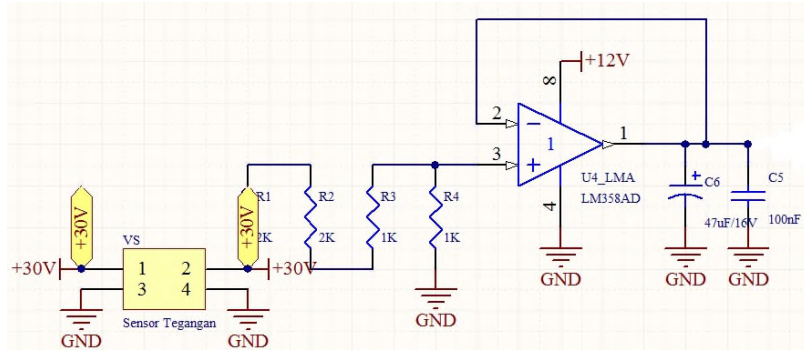 +12V
8
2
1
1
3
U4_LMA
LM358AD
4
GND
C6
47uF/16V
GND
C5
100nF
GND
R1
2K
R2
2K
R3
1K
R4
1K
GND
+30V
+30V
VS
+30V
1 2
3 4
+30V
GND
Sensor Tegangan
GND